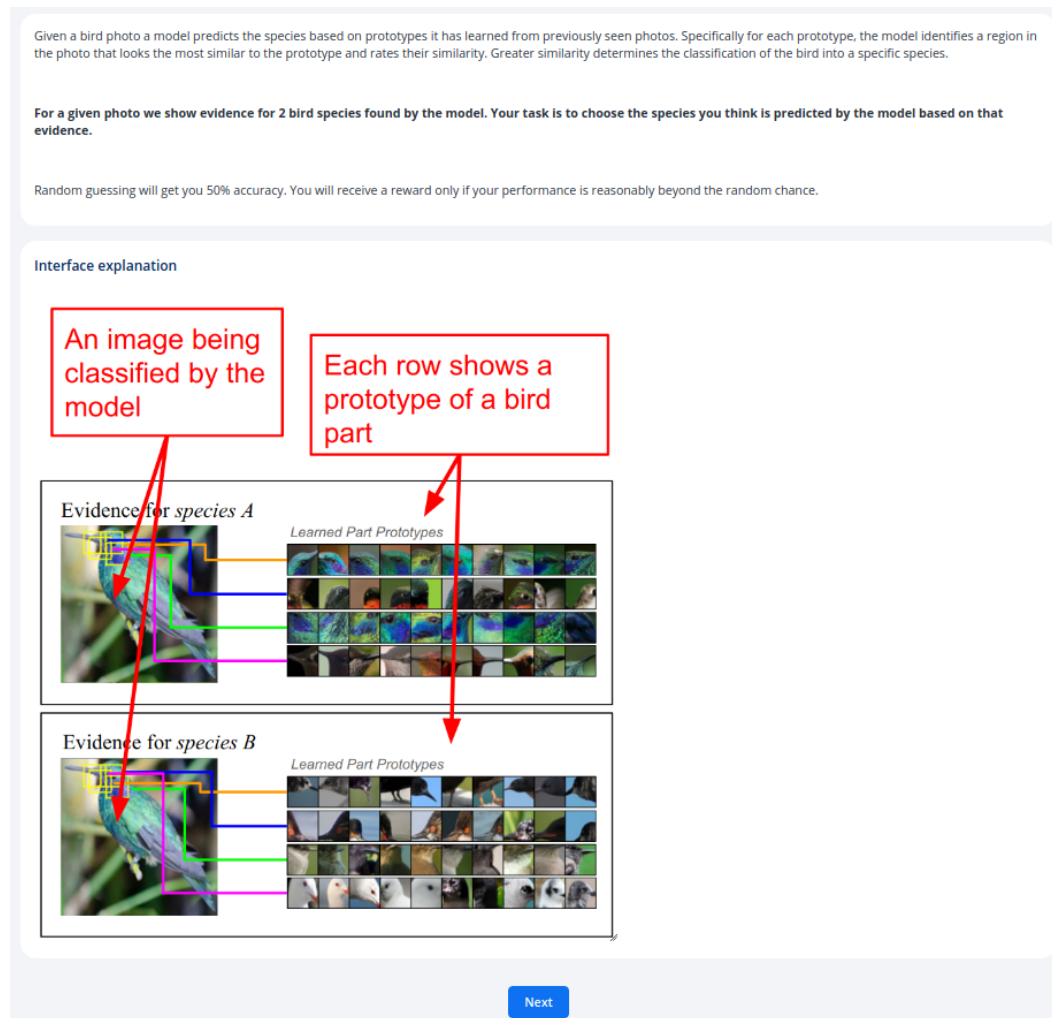 Given a bird photo a model predicts the species based on prototypes it has learned from previously seen photos. Specifically for each prototype, the model identifies a region in
the photo that looks the most similar to the prototype and rates their similarity. Greater similarity determines the classification of the bird into a specific species.
For a given photo we show evidence for 2 bird species found by the model. Your task is to choose the species you think is predicted by the model based on that
evidence.
Random guessing will get you 50% accuracy. You will receive a reward only if your performance is reasonably beyond the random chance.
Interface explanation
An image being
classified by the
model
Each row shows a
prototype of a bird
part
Evidence for species A
Learned Part Prototypes
Evidence for species B
Learned Part Prototypes
Next